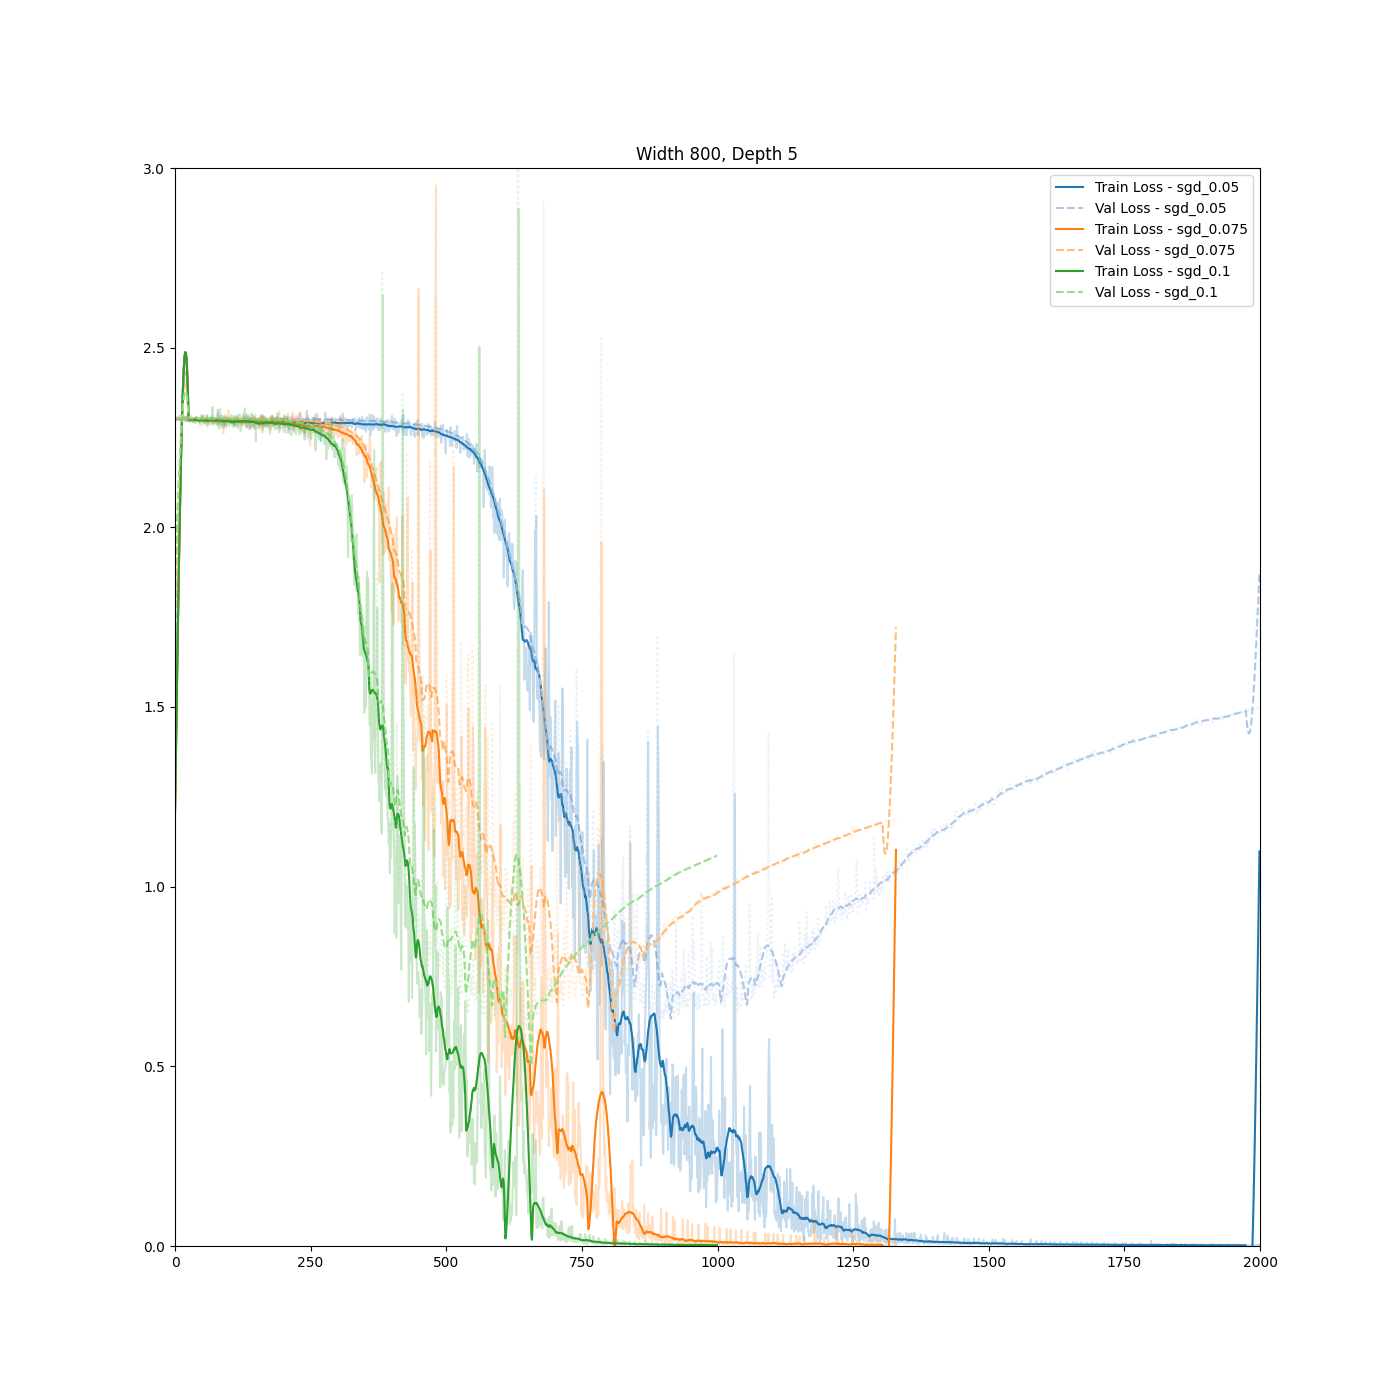 Width 800, Depth 5
3.0
2.5
2.0
1.5
1.0
0.5
0.0
Train Loss - sgd_0.05
Val Loss - sgd_0.05
Train Loss - sgd_0.075
Val Loss - sgd_0.075
Train Loss - sgd_0.1
Val Loss - sgd_0.1
0 250 500 750 1000 1250 1500 1750 2000